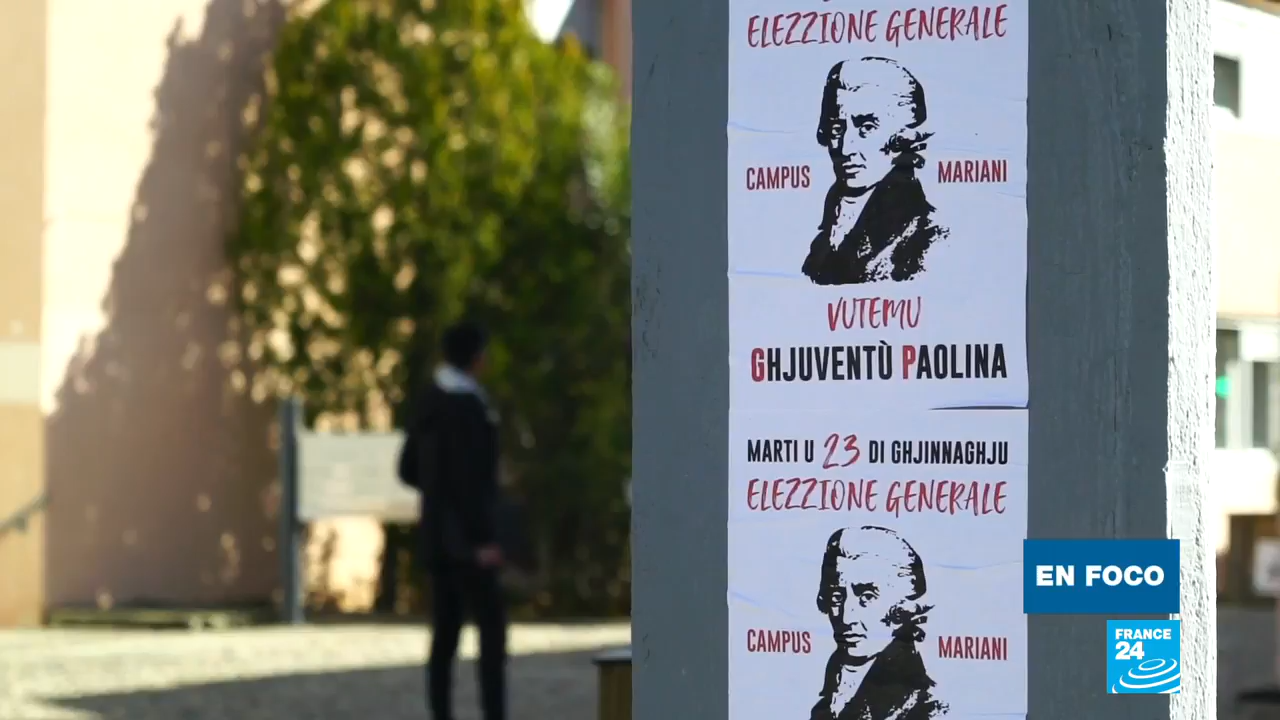 ELEZZIONE GENERALE
CAMPUS MARIANI
VUTEMU
GHJUVENTÙ PAOLINA
MARTI U 23 DI GHJINNAGHJU
ELEZZIONE GENERALE
CAMPUS MARIANI
EN FOCO
FRANCE
24